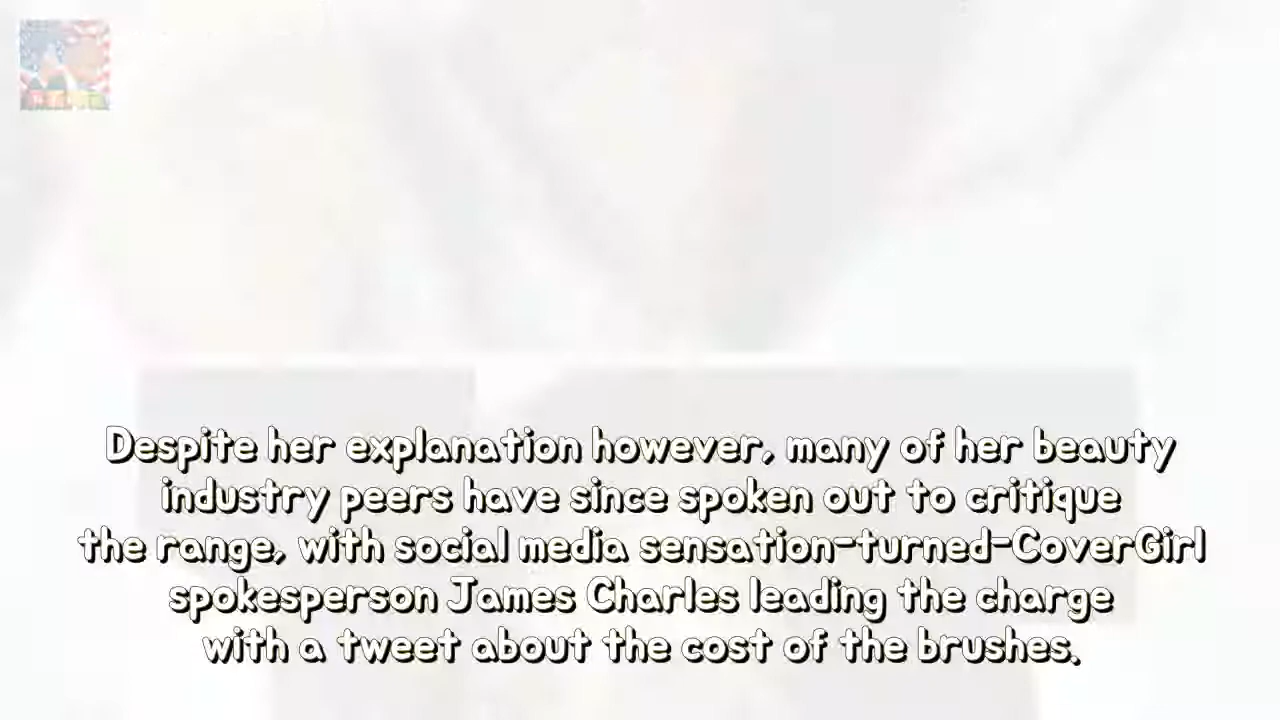 Despite her explanation however, many of her beauty
industry peers have since spoken out to critique
the range, with social media sensation-turned-CoverGirl
spokesperson James Charles leading the charge
with a tweet about the cost of the brushes.